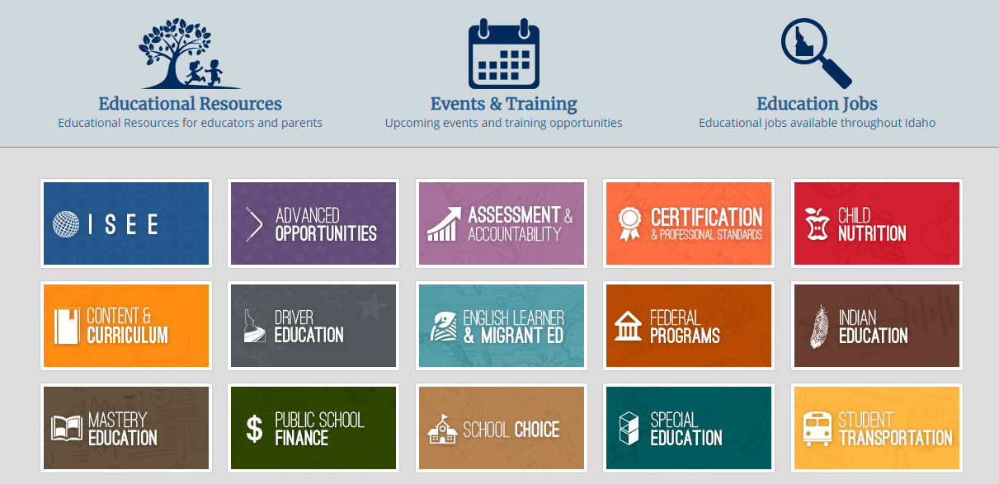 Educational Resources
Educational Resources for educators and parents
Events & Training
Upcoming events and training opportunities
Education Jobs
Educational jobs available throughout Idaho
ISEE
ADVANCED
OPPORTUNITIES
ASSESSMENT &
ACCOUNTABILITY
CERTIFICATION
& PROFESSIONAL STANDARDS
CHILD
NUTRITION
CONTENT &
CURRICULUM
DRIVER
EDUCATION
ENGLISH LEARNER
& MIGRANT ED
FEDERAL
PROGRAMS
INDIAN
EDUCATION
MASTERY
EDUCATION
$ PUBLIC SCHOOL
FINANCE
SCHOOL CHOICE
SPECIAL
EDUCATION
STUDENT
TRANSPORTATION